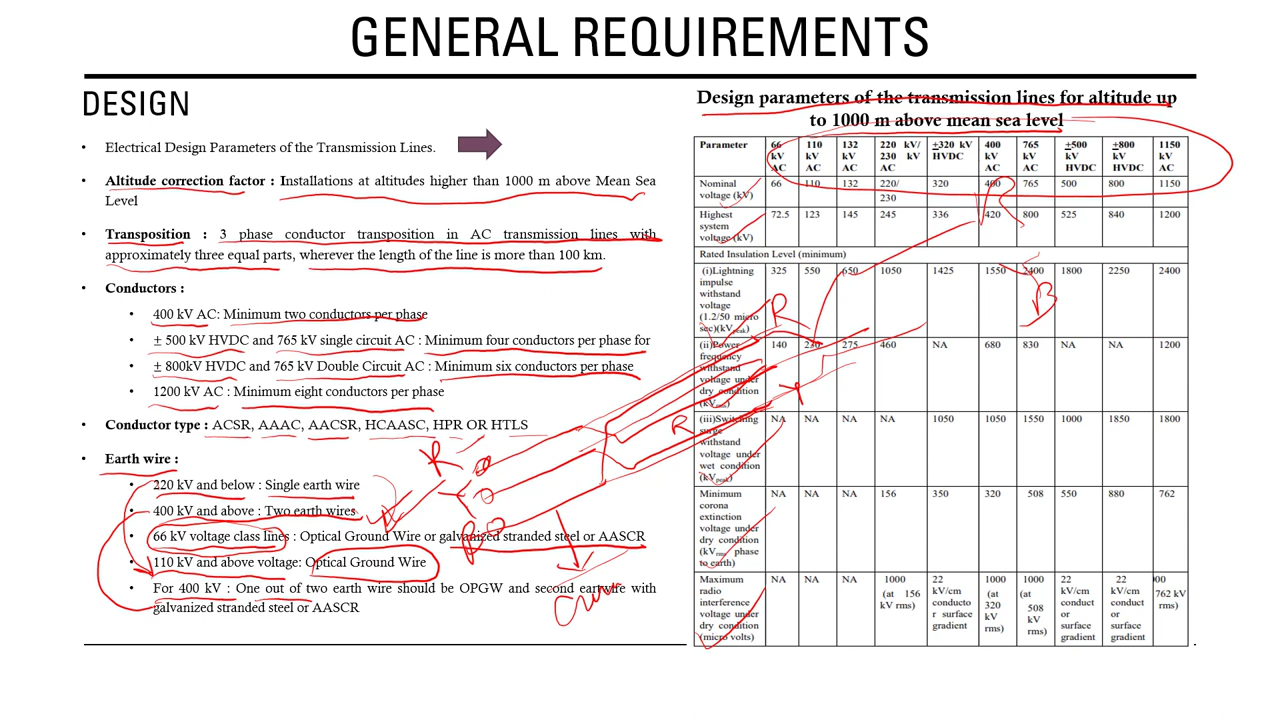 GENERAL REQUIREMENTS
DESIGN
• Electrical Design Parameters of the Transmission Lines.
• Altitude correction factor : Installations at altitudes higher than 1000 m above Mean Sea
Level
• Transposition : 3 phase conductor transposition in AC transmission lines with
approximately three equal parts, wherever the length of the line is more than 100 km.
• Conductors :
• 400 kV AC: Minimum two conductors per phase
• ± 500 kV HVDC and 765 kV single circuit AC : Minimum four conductors per phase for
• ± 800kV HVDC and 765 kV Double Circuit AC : Minimum six conductors per phase
• 1200 kV AC : Minimum eight conductors per phase
• Conductor type : ACSR, AAAC, AACSR, HCAASC, HPR OR HTLS
• Earth wire :
• 220 kV and below : Single earth wire
• 400 kV and above : Two earth wires
• 66 kV voltage class lines : Optical Ground Wire or galvanized stranded steel or AASCR
• 110 kV and above voltage: Optical Ground Wire
• For 400 kV : One out of two earth wire should be OPGW and second earthwire with
galvanized stranded steel or AASCR
Design parameters of the transmission lines for altitude up
to 1000 m above mean sea level
Parameter 66 kV AC 110 kV AC 132 kV AC 220 kV/ 230 kV kV AC ±320 kV HVDC 400 kV AC 765 kV AC ±500 kV HVDC ±800 kV HVDC 1150 kV AC
Nominal voltage (kV) 66 110 132 220/ 230 320 400 765 500 800 1150
Highest system voltage (kV) 72.5 123 145 245 336 420 800 525 840 1200
Rated Insulation Level (minimum)
(i)Lightning impulse withstand voltage (1.2/50 micro sec)(kVpeak) 325 550 650 1050 1425 1550 2400 1800 2250 2400
(ii)Power frequency withstand voltage under dry condition (kVrms) 140 230 275 460 NA 680 830 NA NA 1200
(iii)Switching surge withstand voltage under wet condition (kVpeak) NA NA NA NA 1050 1050 1550 1000 1850 1800
Minimum corona extinction voltage under dry condition (kVrms phase to earth) NA NA NA 156 350 320 508 550 880 762
Maximum radio interference voltage under dry condition (micro volts) NA NA NA 1000 (at 156 kV rms) 22 kV/cm conducto r surface gradient 1000 (at 320 kV rms) 1000 (at 508 kV rms) 22 kV/cm conduct or surface gradient 22 kV/cm conduct or surface gradient 00 762 kV rms)
R
R
R
R
B
Y
B